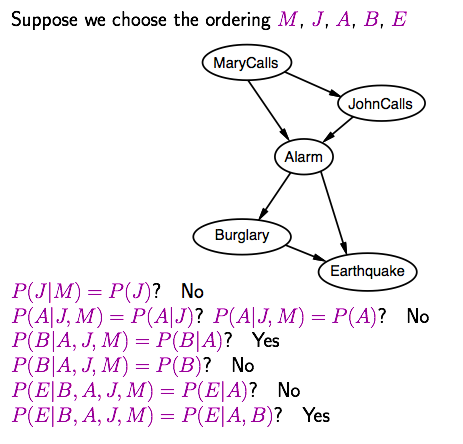 Suppose we choose the ordering M, J, A, B, E
MaryCalls
JohnCalls
Alarm
Burglary
Earthquake
P(J|M) = P(J)? No
P(A|J, M) = P(A|J)? P(A|J, M) = P(A)? No
P(B|A, J, M) = P(B|A)? Yes
P(B|A, J, M) = P(B)? No
P(E|B, A, J, M) = P(E|A)? No
P(E|B, A, J, M) = P(E|A, B)? Yes